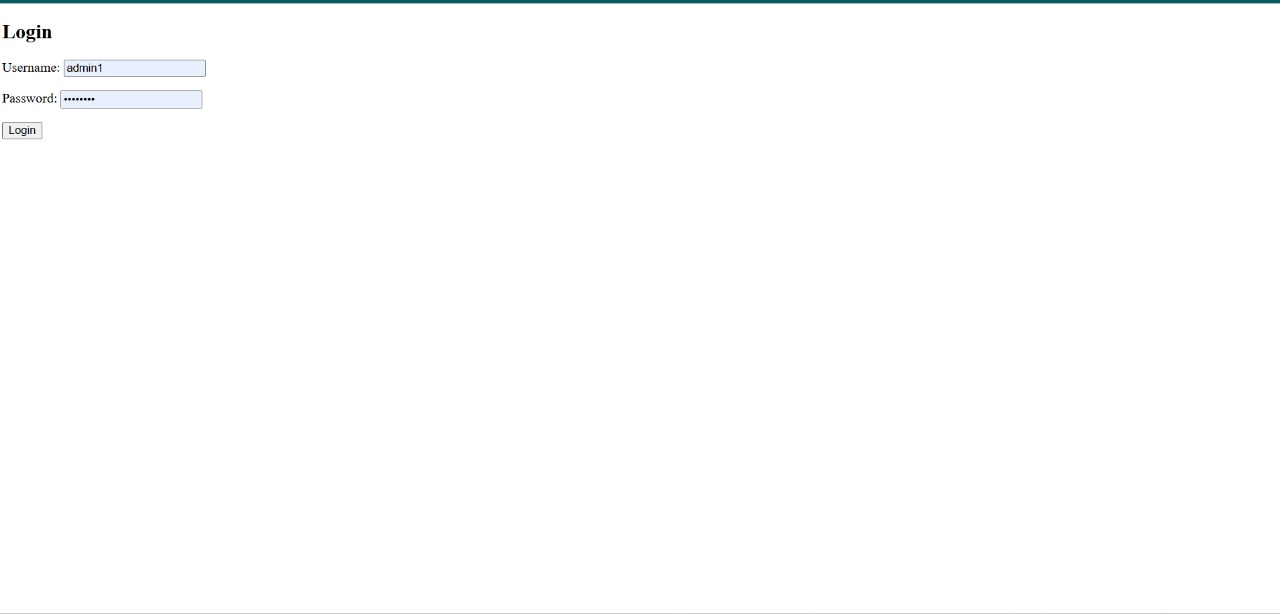 Login
Username: admin1
Password: ••••••••
Login